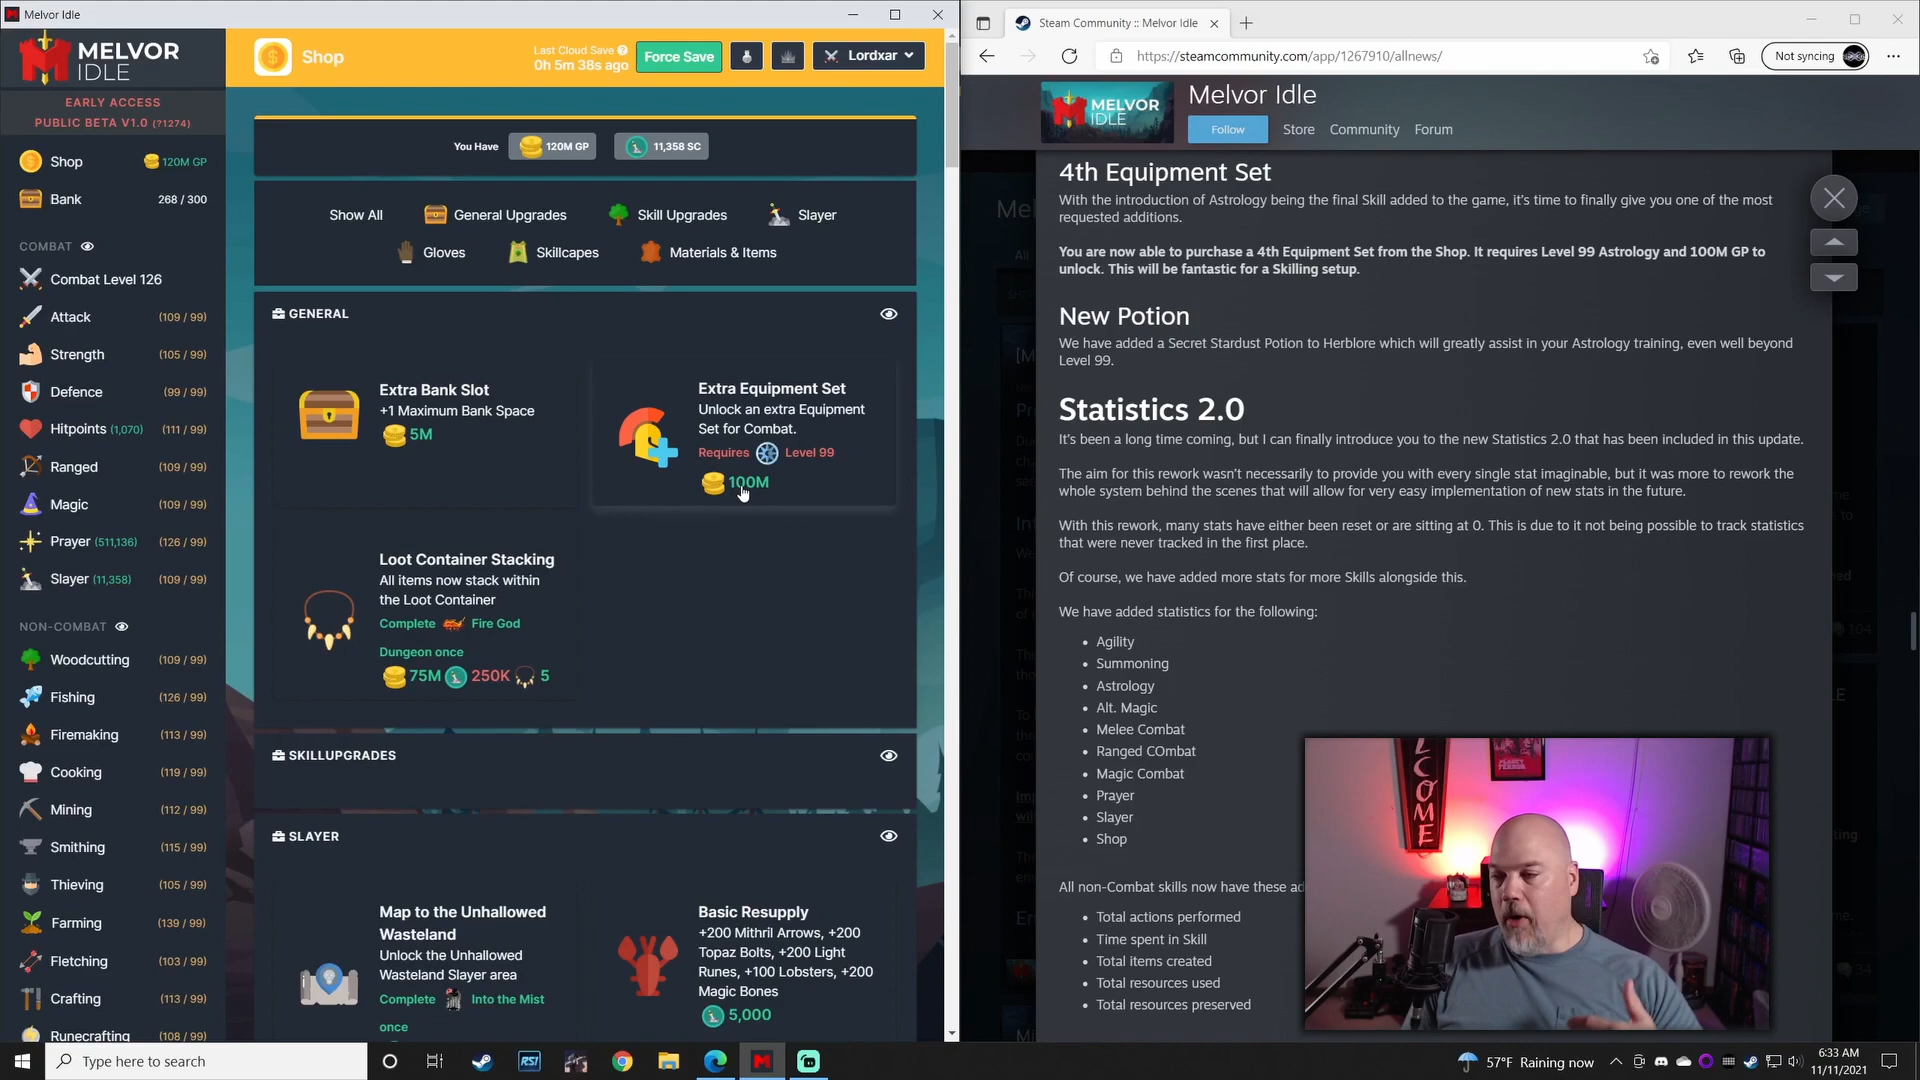 Melvor Idle
MELVOR
IDLE
EARLY ACCESS
PUBLIC BETA V1.0 (?1274)
Shop 120M GP
Bank 268 / 300
COMBAT
Combat Level 126
Attack (109 / 99)
Strength (105 / 99)
Defence (99 / 99)
Hitpoints (1,070) (111 / 99)
Ranged (109 / 99)
Magic (109 / 99)
Prayer (511,136) (126 / 99)
Slayer (11,358) (109 / 99)
NON-COMBAT
Woodcutting (109 / 99)
Fishing (126 / 99)
Firemaking (113 / 99)
Cooking (119 / 99)
Mining (112 / 99)
Smithing (115 / 99)
Thieving (105 / 99)
Farming (139 / 99)
Fletching (103 / 99)
Crafting (113 / 99)
Runecrafting (108 / 99)
Shop
Last Cloud Save
0h 5m 38s ago
Force Save
Lordxar
You Have 120M GP 11,358 SC
Show All General Upgrades Skill Upgrades Slayer
Gloves Skillcapes Materials & Items
GENERAL
Extra Bank Slot
+1 Maximum Bank Space
5M
Extra Equipment Set
Unlock an extra Equipment
Set for Combat.
Requires Level 99
100M
Loot Container Stacking
All items now stack within
the Loot Container
Complete Fire God
Dungeon once
75M 250K 5
SKILLUPGRADES
SLAYER
Map to the Unhallowed
Wasteland
Unlock the Unhallowed
Wasteland Slayer area
Complete Into the Mist
once
Basic Resupply
+200 Mithril Arrows, +200
Topaz Bolts, +200 Light
Runes, +100 Lobsters, +200
Magic Bones
5,000
Steam Community :: Melvor Idle
https://steamcommunity.com/app/1267910/allnews/
Not syncing
MELVOR
IDLE
Melvor Idle
Follow Store Community Forum
4th Equipment Set
With the introduction of Astrology being the final Skill added to the game, it's time to finally give you one of the most
requested additions.
You are now able to purchase a 4th Equipment Set from the Shop. It requires Level 99 Astrology and 100M GP to
unlock. This will be fantastic for a Skilling setup.
New Potion
We have added a Secret Stardust Potion to Herblore which will greatly assist in your Astrology training, even well beyond
Level 99.
Statistics 2.0
It's been a long time coming, but I can finally introduce you to the new Statistics 2.0 that has been included in this update.
The aim for this rework wasn't necessarily to provide you with every single stat imaginable, but it was more to rework the
whole system behind the scenes that will allow for very easy implementation of new stats in the future.
With this rework, many stats have either been reset or are sitting at 0. This is due to it not being possible to track statistics
that were never tracked in the first place.
Of course, we have added more stats for more Skills alongside this.
We have added statistics for the following:
Agility
Summoning
Astrology
Alt. Magic
Melee Combat
Ranged COmbat
Magic Combat
Prayer
Slayer
Shop
All non-Combat skills now have these ad
Total actions performed
Time spent in Skill
Total items created
Total resources used
Total resources preserved
104
34
LCOME
Type here to search
RSI
57°F Raining now
6:33 AM
11/11/2021